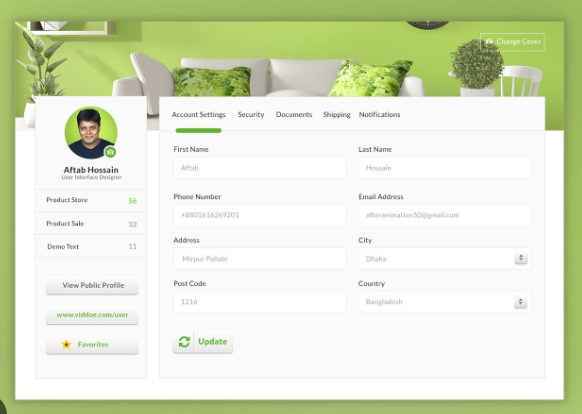 Change Cover
Aftab Hossain
User Interface Designer
Product Store 56
Product Sale 32
Demo Text 11
View Public Profile
www.viddoe.com/user
Favorites
Account Settings Security Documents Shipping Notifications
First Name Last Name
Aftab Hossain
Phone Number Email Address
+8801616269201 afteranimation50@gmail.com
Address City
Mirpur Pallabi Dhaka
Post Code Country
1216 Bangladesh
Update